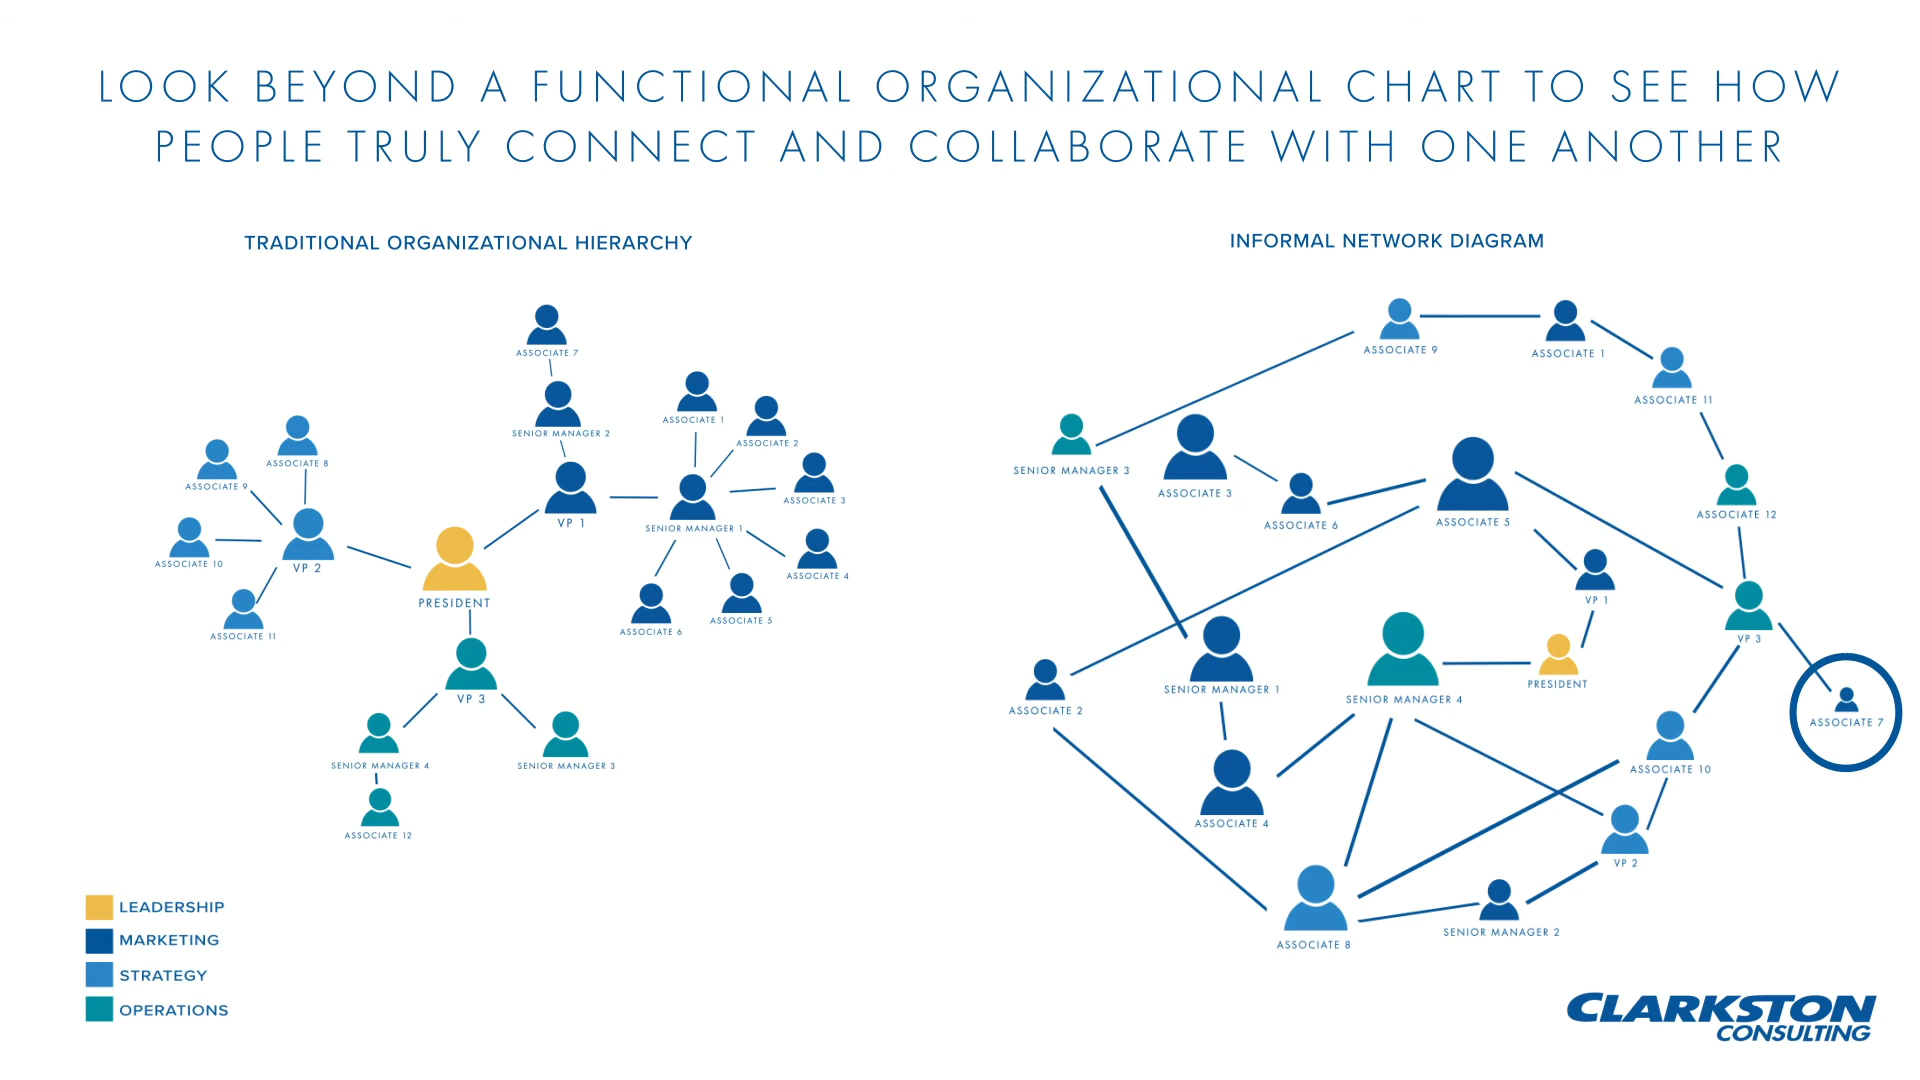 LOOK BEYOND A FUNCTIONAL ORGANIZATIONAL CHART TO SEE HOW
PEOPLE TRULY CONNECT AND COLLABORATE WITH ONE ANOTHER
TRADITIONAL ORGANIZATIONAL HIERARCHY
ASSOCIATE 7
SENIOR MANAGER 2
ASSOCIATE 1
ASSOCIATE 2
ASSOCIATE 8
ASSOCIATE 9
ASSOCIATE 3
VP 1
SENIOR MANAGER 1
ASSOCIATE 10
VP 2
ASSOCIATE 4
PRESIDENT
ASSOCIATE 5
ASSOCIATE 6
ASSOCIATE 11
VP 3
SENIOR MANAGER 4
SENIOR MANAGER 3
ASSOCIATE 12
LEADERSHIP
MARKETING
STRATEGY
OPERATIONS
INFORMAL NETWORK DIAGRAM
ASSOCIATE 9
ASSOCIATE 1
ASSOCIATE 11
SENIOR MANAGER 3
ASSOCIATE 3
ASSOCIATE 6
ASSOCIATE 5
ASSOCIATE 12
VP 1
VP 3
PRESIDENT
SENIOR MANAGER 1
SENIOR MANAGER 4
ASSOCIATE 2
ASSOCIATE 7
ASSOCIATE 10
ASSOCIATE 4
VP 2
SENIOR MANAGER 2
ASSOCIATE 8
CLARKSTON
CONSULTING